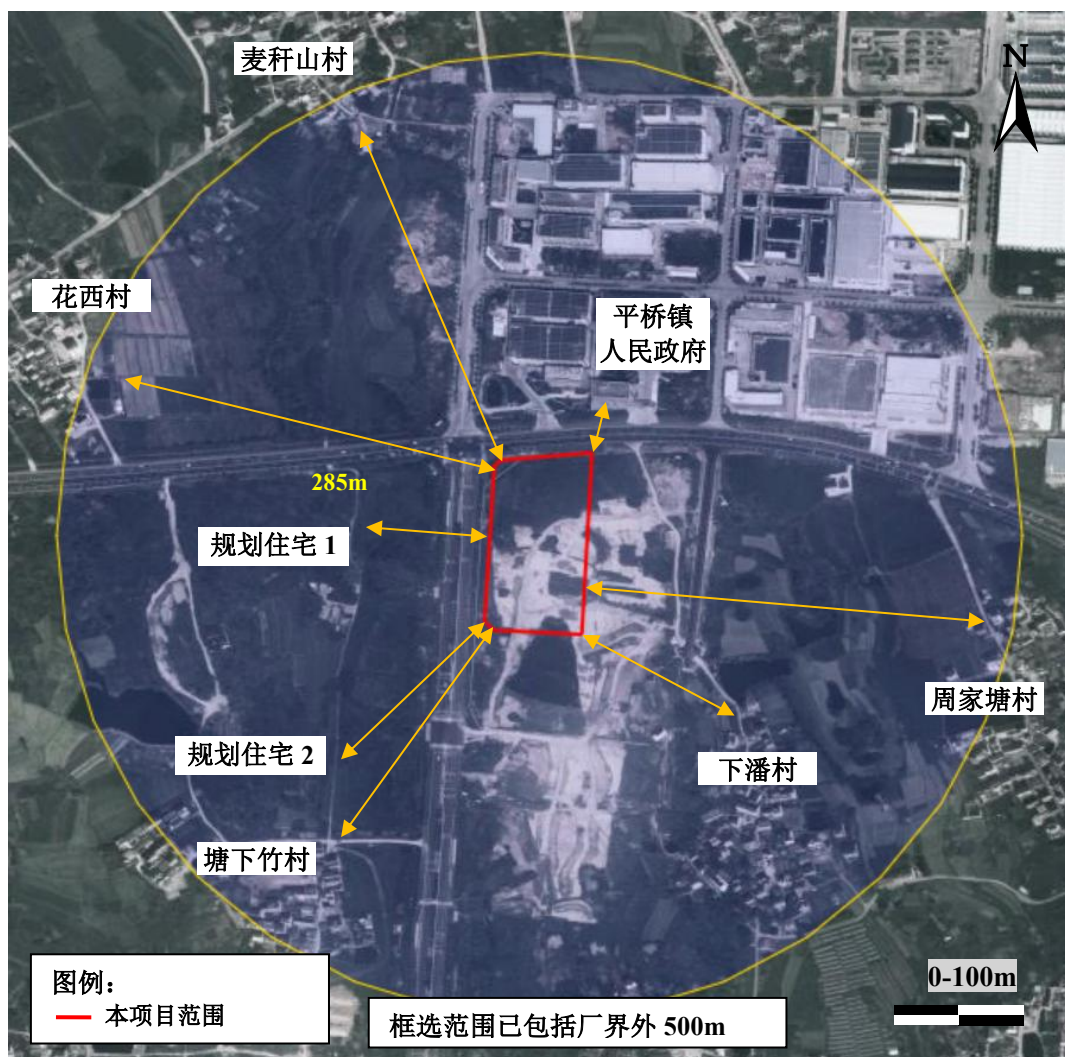 麦秆山村
N
花西村
平桥镇
人民政府
285m
规划住宅 1
周家塘村
规划住宅 2
下潘村
塘下竹村
0-100m
图例：
本项目范围
框选范围已包括厂界外 500m